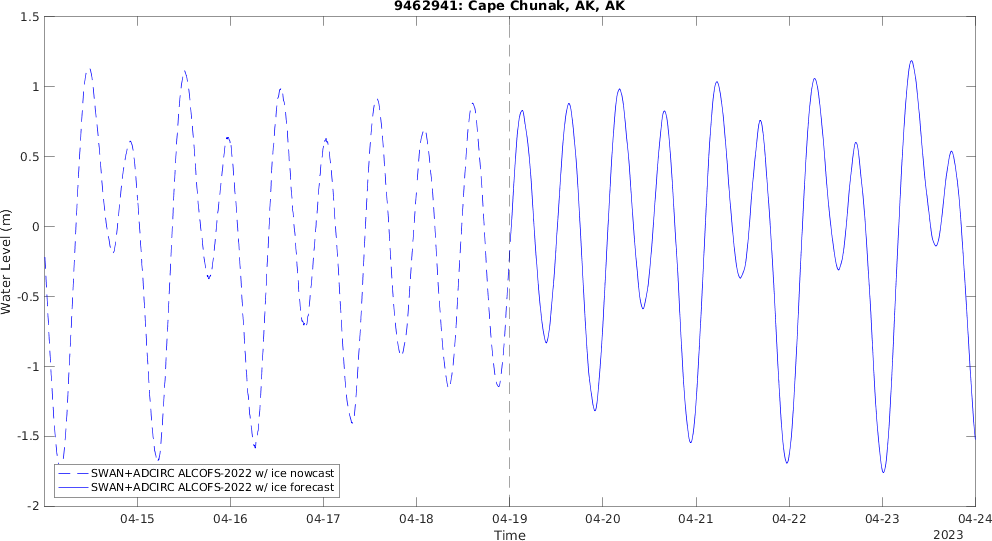 9462941: Cape Chunak, AK, AK
1.5
1
0.5
0
-0.5
-1
-1.5
-2
Water Level (m)
SWAN+ADCIRC ALCOFS-2022 w/ ice nowcast
SWAN+ADCIRC ALCOFS-2022 w/ ice forecast
04-15 04-16 04-17 04-18 04-19 04-20 04-21 04-22 04-23 04-24
Time
2023